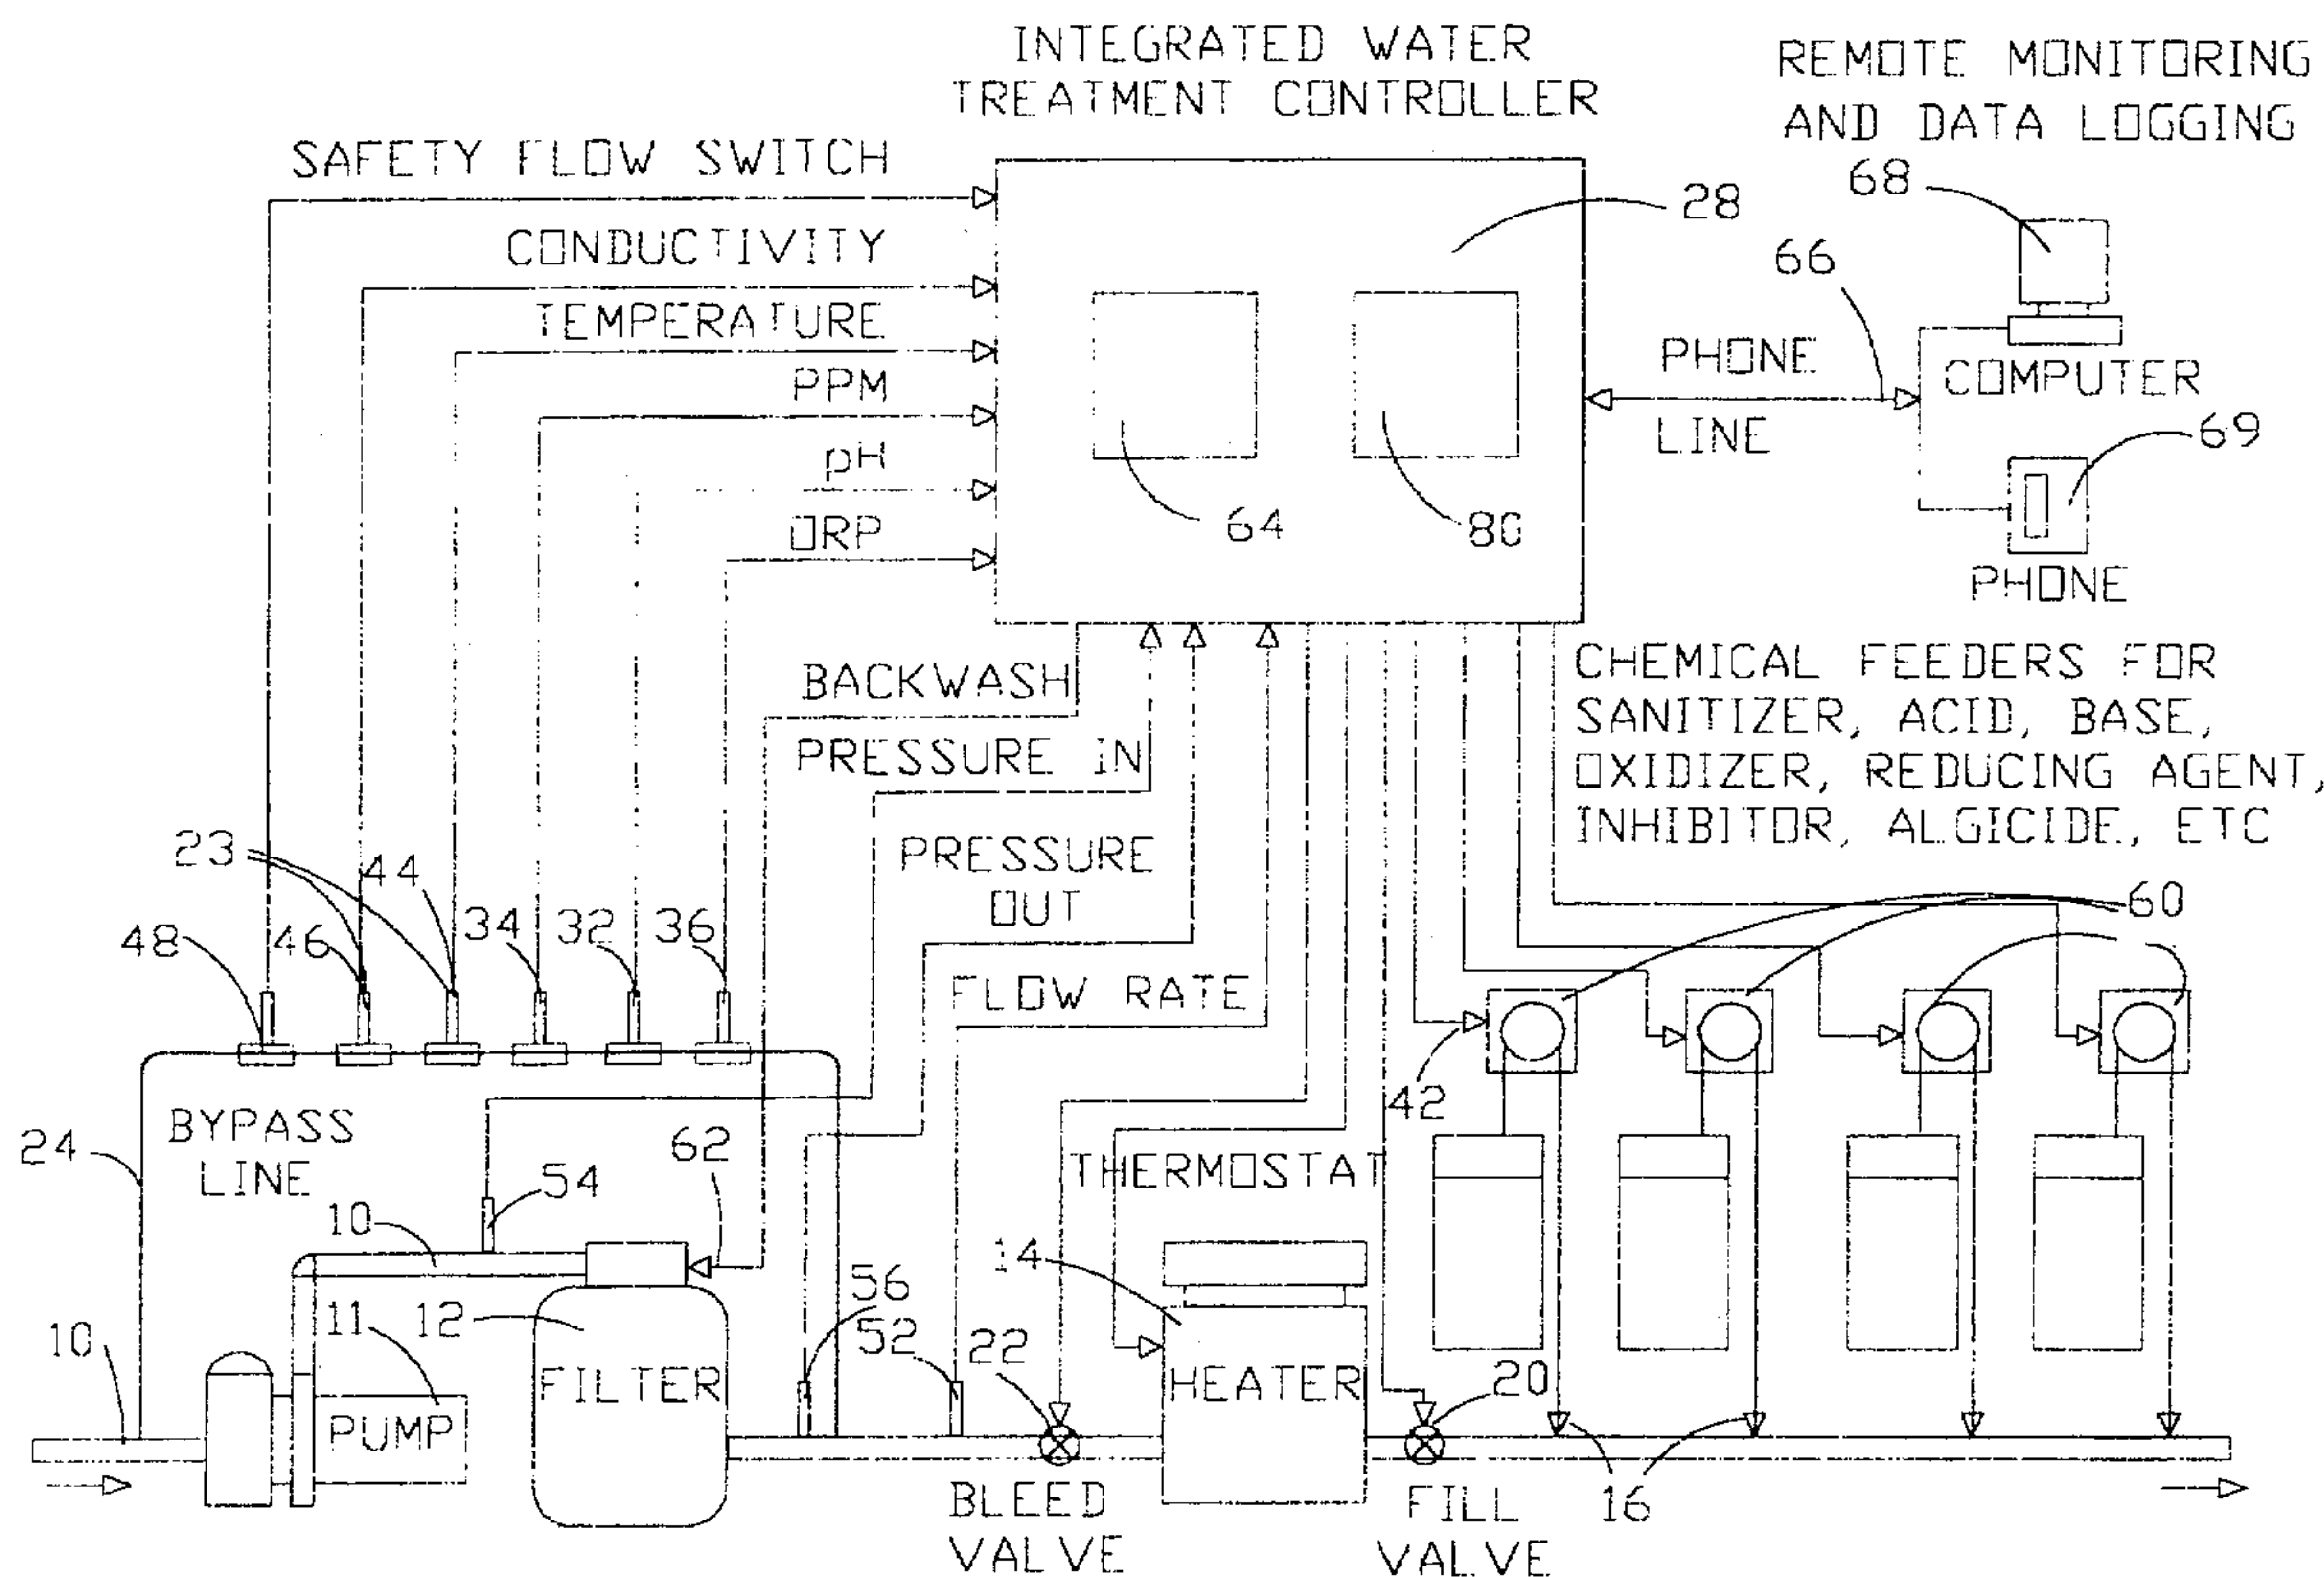 INTEGRATED WATER
TREATMENT CONTROLLER
REMOTE MONITORING
AND DATA LOGGING
68
SAFETY FLOW SWITCH
28
CONDUCTIVITY
66
TEMPERATURE
PHONE
LINE
COMPUTER
PPM
69
pH
64
80
ORP
PHONE
BACKWASH
CHEMICAL FEEDERS FOR
SANITIZER, ACID, BASE,
OXIDIZER, REDUCING AGENT,
INHIBITOR, ALGICIDE, ETC
PRESSURE IN
PRESSURE
OUT
23
44
60
48
46
34
32
36
FLOW RATE
42
BYPASS
LINE
24
62
THERMOSTAT
54
10
14
56
10
11
12
52
22
20
FILTER
HEATER
PUMP
BLEED
VALVE
FILL
VALVE
16